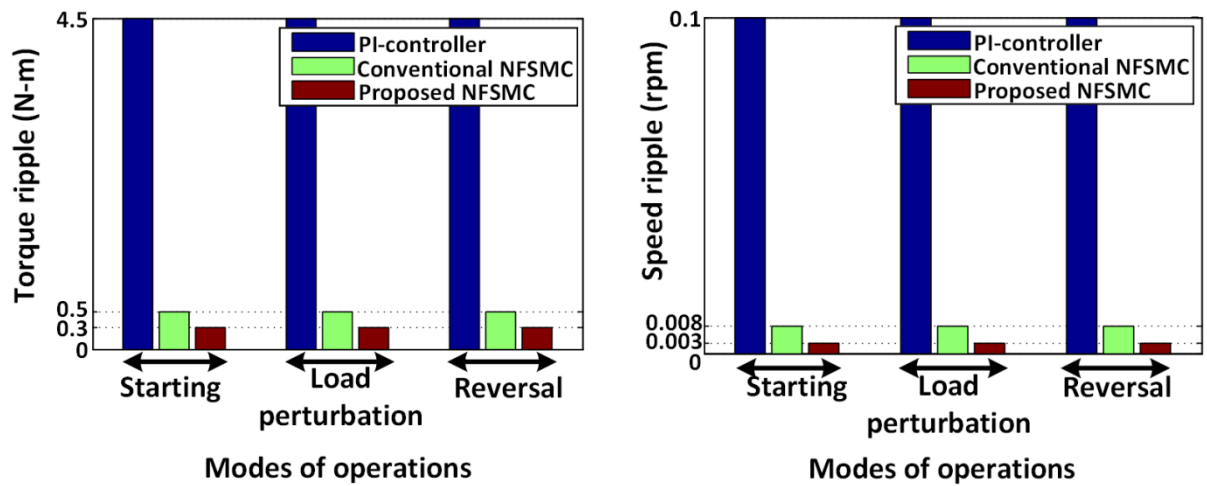 Torque ripple (N-m)
4.5
0.5
0.3
0
PI-controller
Conventional NFSMC
Proposed NFSMC
Starting
Load
perturbation
Reversal
Modes of operations
Speed ripple (rpm)
0.1
0.008
0.003
0
PI-controller
Conventional NFSMC
Proposed NFSMC
Starting
Load
perturbation
Reversal
Modes of operations